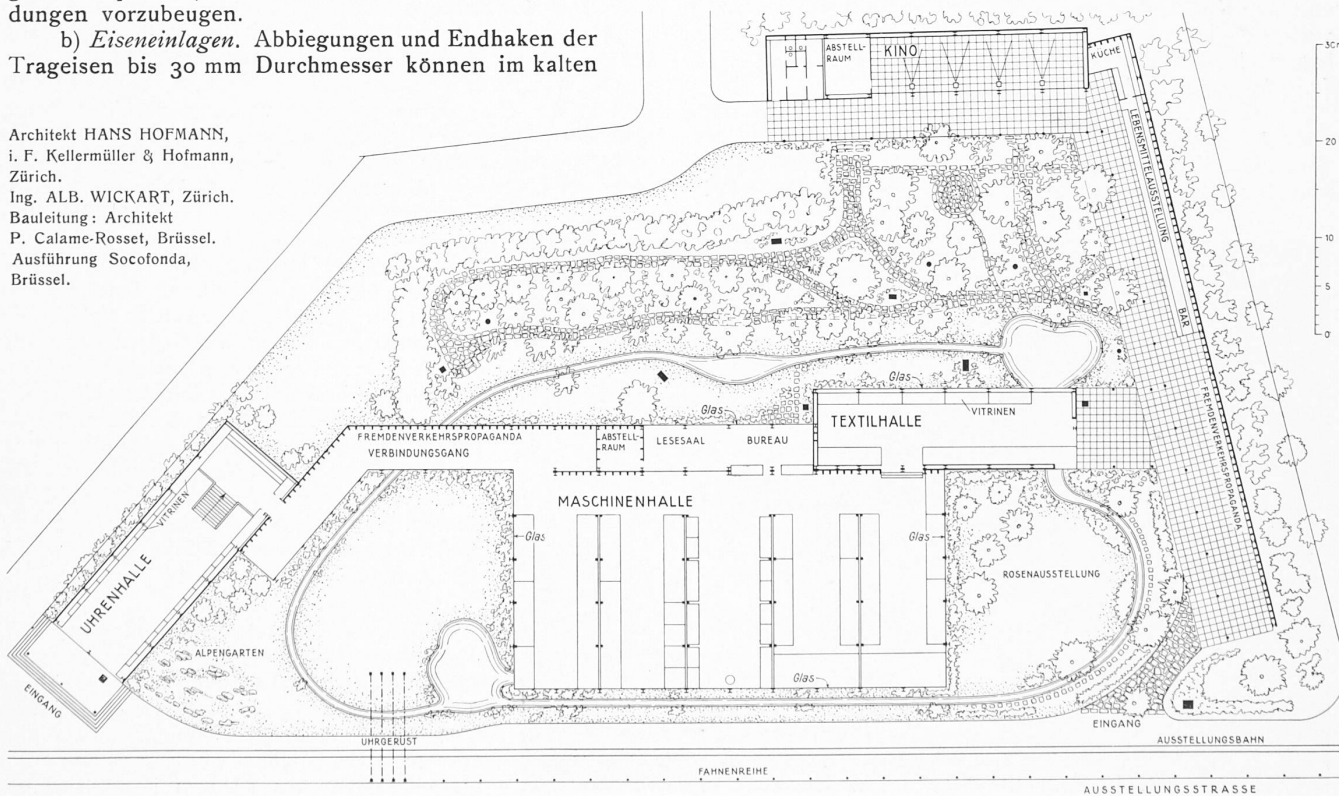 dungen vorzubeugen.
b) Eiseneinlagen. Abbiegungen und Endhaken der
Trageisen bis 30 mm Durchmesser können im kalten
Architekt HANS HOFMANN,
i. F. Kellermüller & Hofmann,
Zürich.
Ing. ALB. WICKART, Zürich.
Bauleitung: Architekt
P. Calame-Rosset, Brüssel.
Ausführung Socofonda,
Brüssel.
ABSTELL-
RAUM
KINO
KÜCHE
LEBENSMITTELAUSSTELLUNG
BAR
FREMDENVERKEHRSPROPAGANDA
20
10
5
0
Glas
VITRINEN
TEXTILHALLE
Glas
FREMDENVERKEHRSPROPAGANDA
VERBINDUNGSGANG
ABSTELL-
RAUM
LESESAAL
BUREAU
MASCHINENHALLE
VITRINEN
UHRENHALLE
Glas
Glas
ROSENAUSSTELLUNG
ALPENGARTEN
Glas
EINGANG
EINGANG
UHRGERÜST
AUSSTELLUNGSBAHN
FAHNENREIHE
AUSSTELLUNGSSTRASSE